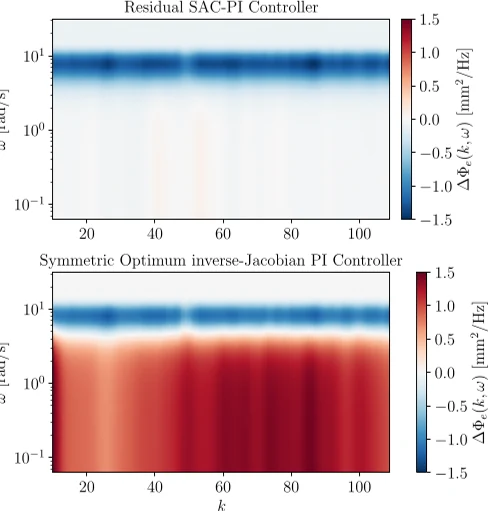 Residual SAC-PI Controller
10¹
10⁰
10⁻¹
20 40 60 80 100
1.5
1.0
0.5
0.0
−0.5
−1.0
−1.5
ΔΦₑ(k, ω) [mm²/Hz]
ω [rad/s]
Symmetric Optimum inverse-Jacobian PI Controller
10¹
10⁰
10⁻¹
20 40 60 80 100
k
1.5
1.0
0.5
0.0
−0.5
−1.0
−1.5
ΔΦₑ(k, ω) [mm²/Hz]
ω [rad/s]